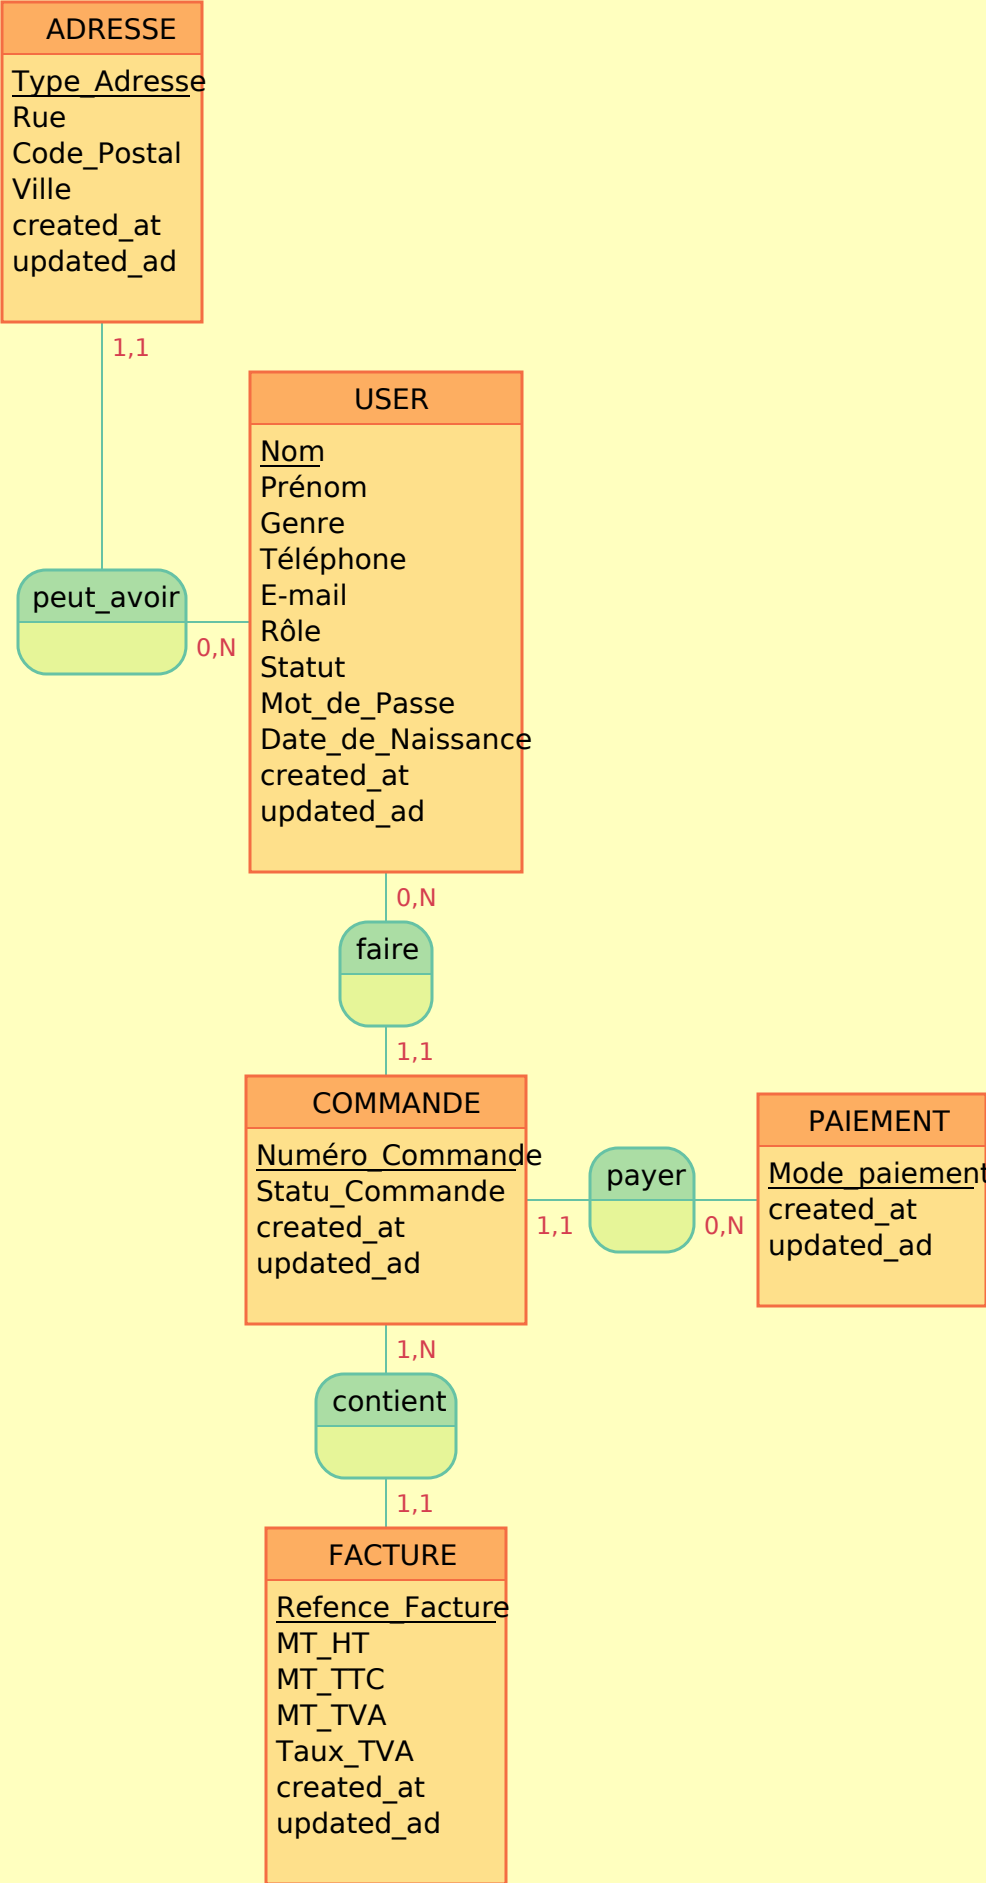 ADRESSE
Type_Adresse
Rue
Code_Postal
Ville
created_at
updated_ad
1,1
USER
Nom
Prénom
Genre
Téléphone
E-mail
Rôle
Statut
Mot_de_Passe
Date_de_Naissance
created_at
updated_ad
peut_avoir
0,N
0,N
faire
1,1
COMMANDE
Numéro_Commande
Statu_Commande
created_at
updated_ad
1,1
payer
0,N
PAIEMENT
Mode_paiement
created_at
updated_ad
1,N
contient
1,1
FACTURE
Refence_Facture
MT_HT
MT_TTC
MT_TVA
Taux_TVA
created_at
updated_ad